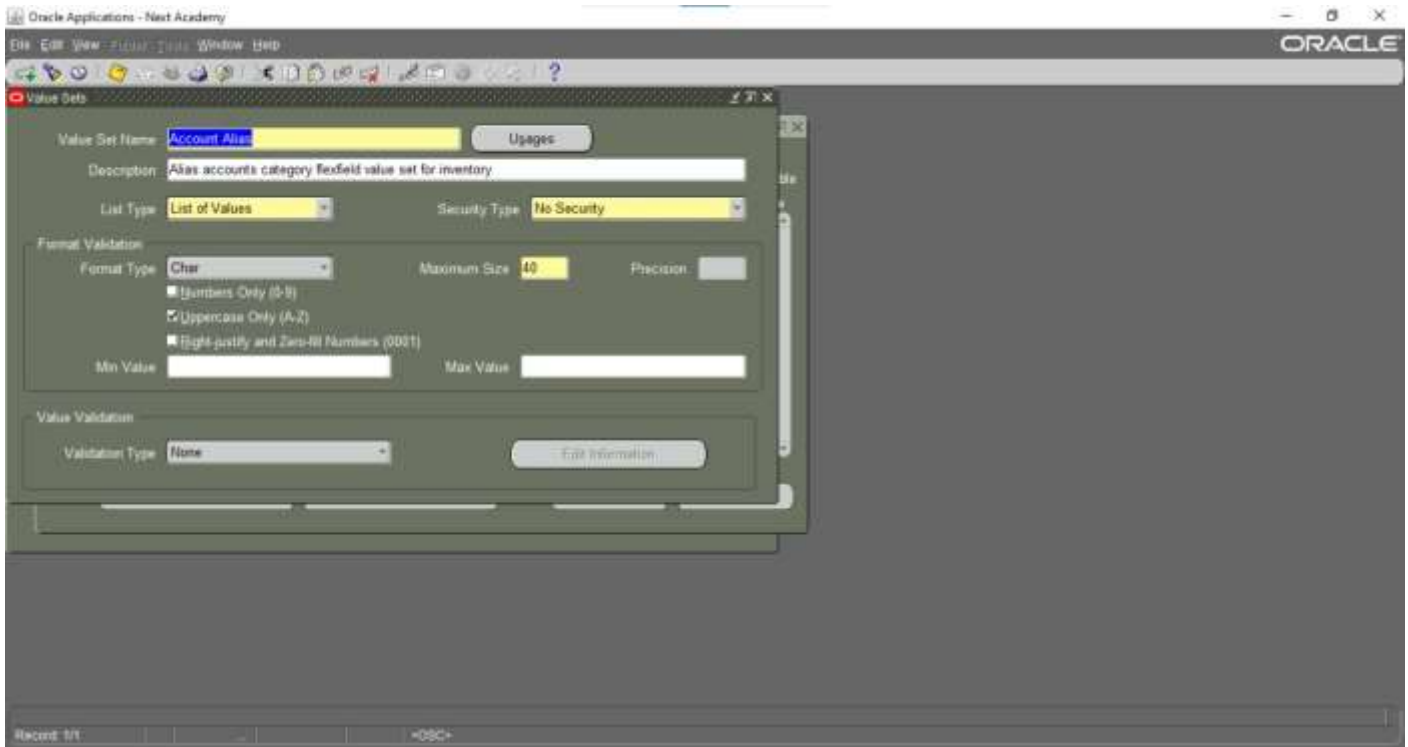 Oracle Applications - Next Academy
File Edit View Folder Tools Window Help
ORACLE
Value Sets
Value Set Name Account Alias Usages
Description Alias accounts category flexfield value set for inventory
ble
List Type List of Values Security Type No Security
Format Validation
Format Type Char Maximum Size 40 Precision
Numbers Only (0-9)
Uppercase Only (A-Z)
Right-justify and Zero-fill Numbers (0001)
Min Value Max Value
Value Validation
Validation Type None Edit Information
Record: 1/1 ... <OSC>